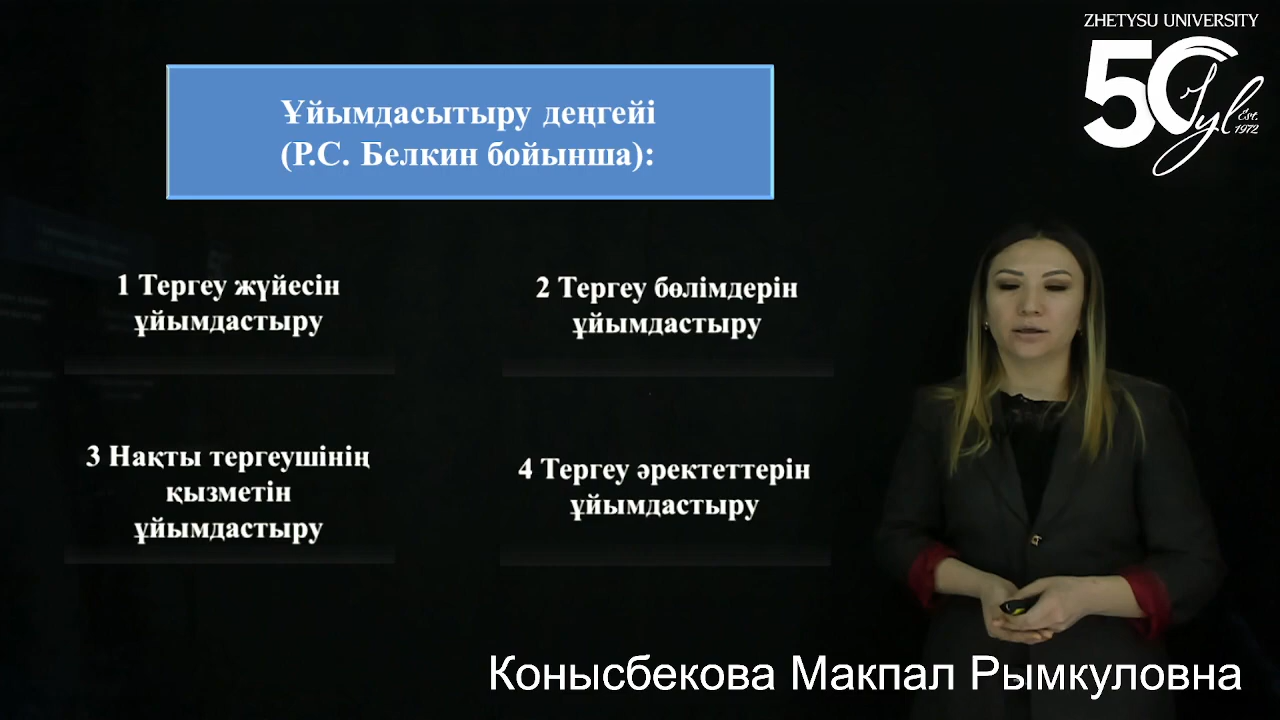 ZHETYSU UNIVERSITY
50 Jyl
Est.
1972
Ұйымдасытыру деңгейі
(Р.С. Белкин бойынша):
1 Тергеу жүйесін
ұйымдастыру
2 Тергеу бөлімдерін
ұйымдастыру
3 Нақты тергеушінің
қызметін
ұйымдастыру
4 Тергеу әректеттерін
ұйымдастыру
Конысбекова Макпал Рымкуловна